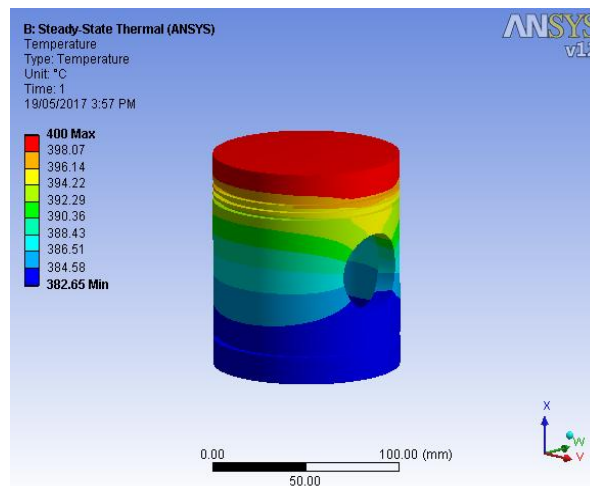 B: Steady-State Thermal (ANSYS)
Temperature
Type: Temperature
Unit: °C
Time: 1
19/05/2017 3:57 PM
400 Max
398.07
396.14
394.22
392.29
390.36
388.43
386.51
384.58
382.65 Min
ANSYS
X
W
V
0.00 100.00 (mm)
50.00